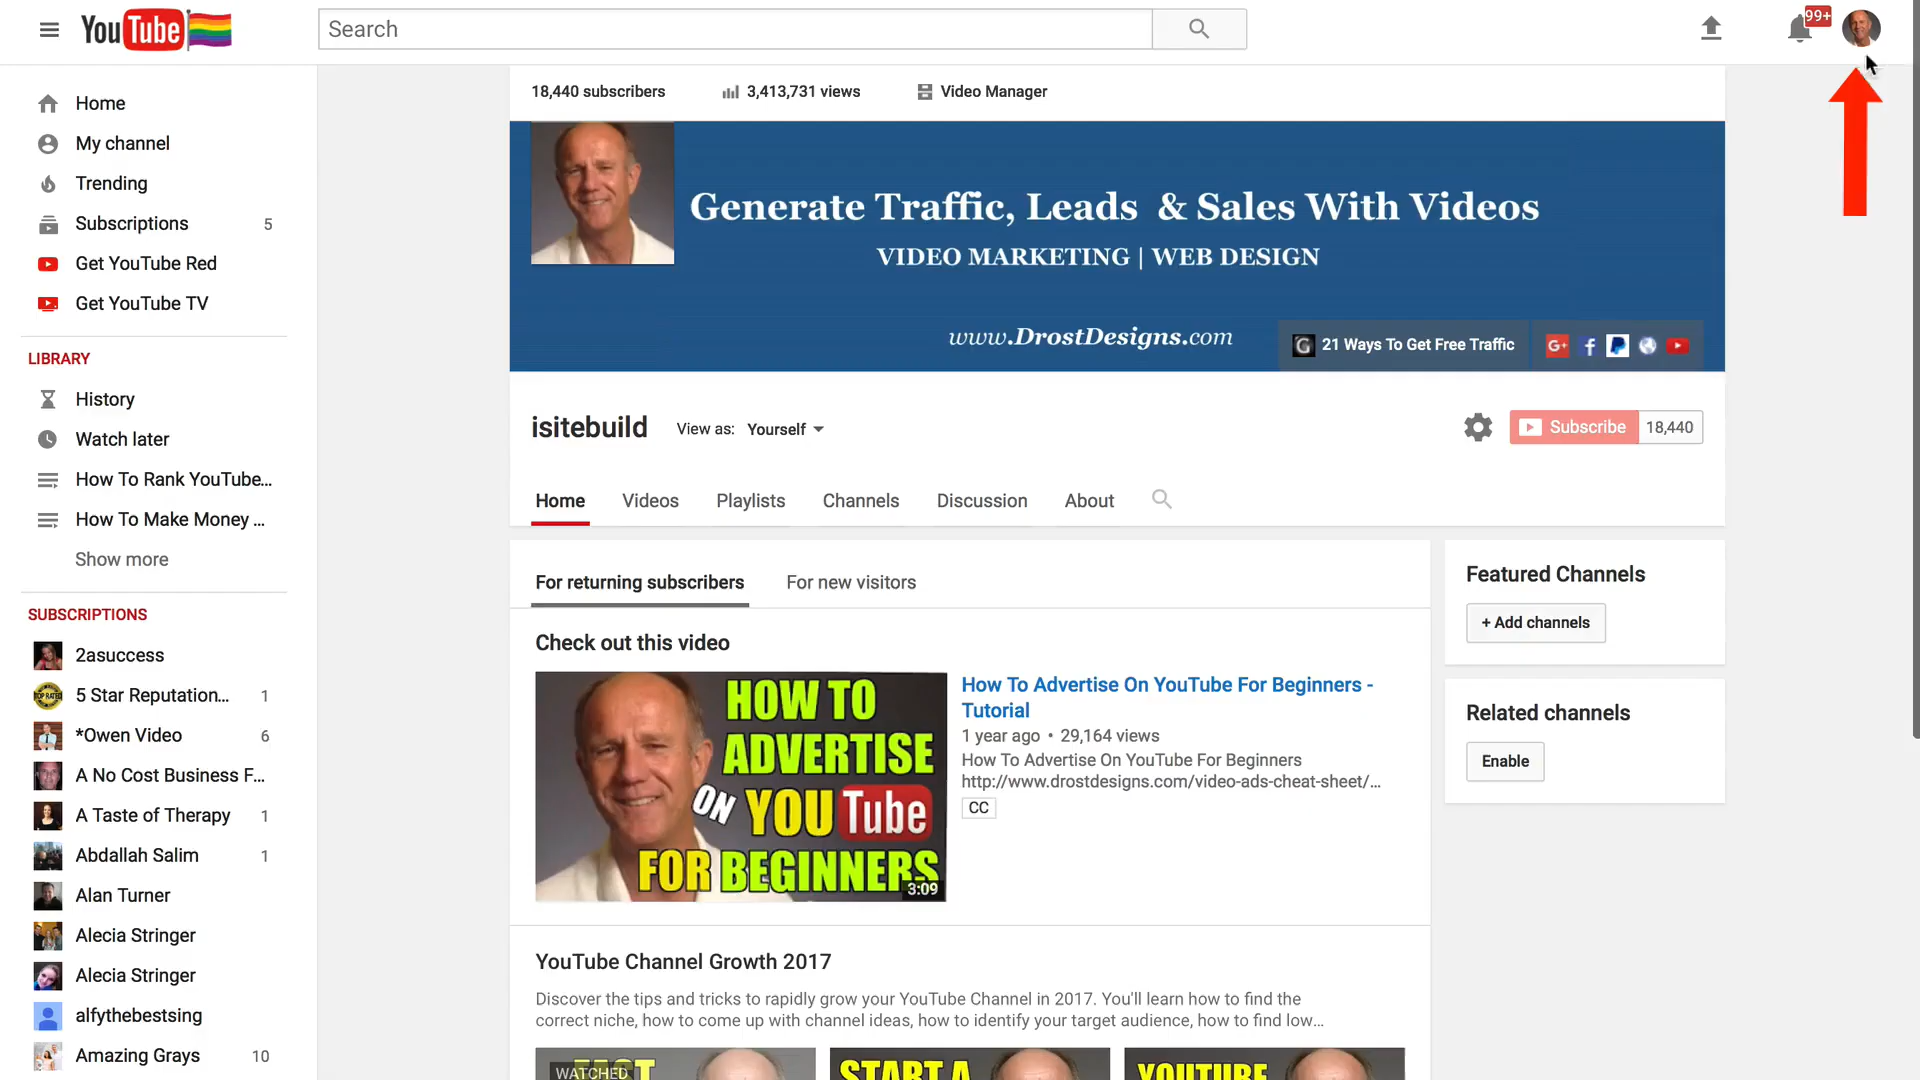 YouTube
Search
99+
Home
My channel
Trending
Subscriptions 5
Get YouTube Red
Get YouTube TV
LIBRARY
History
Watch later
How To Rank YouTube...
How To Make Money ...
Show more
SUBSCRIPTIONS
2asuccess
5 Star Reputation... 1
*Owen Video 6
A No Cost Business F...
A Taste of Therapy 1
Abdallah Salim 1
Alan Turner
Alecia Stringer
Alecia Stringer
alfythebestsing
Amazing Grays 10
18,440 subscribers 3,413,731 views Video Manager
Generate Traffic, Leads & Sales With Videos
VIDEO MARKETING | WEB DESIGN
www.DrostDesigns.com
21 Ways To Get Free Traffic
isitebuild View as: Yourself
Subscribe 18,440
Home Videos Playlists Channels Discussion About
For returning subscribers For new visitors
Check out this video
HOW TO
ADVERTISE
ON YOUTube
FOR BEGINNERS
3:09
How To Advertise On YouTube For Beginners -
Tutorial
1 year ago • 29,164 views
How To Advertise On YouTube For Beginners
http://www.drostdesigns.com/video-ads-cheat-sheet/...
CC
YouTube Channel Growth 2017
Discover the tips and tricks to rapidly grow your YouTube Channel in 2017. You'll learn how to find the
correct niche, how to come up with channel ideas, how to identify your target audience, how to find low...
WATCHED
START A
YOUTUBE
Featured Channels
+ Add channels
Related channels
Enable